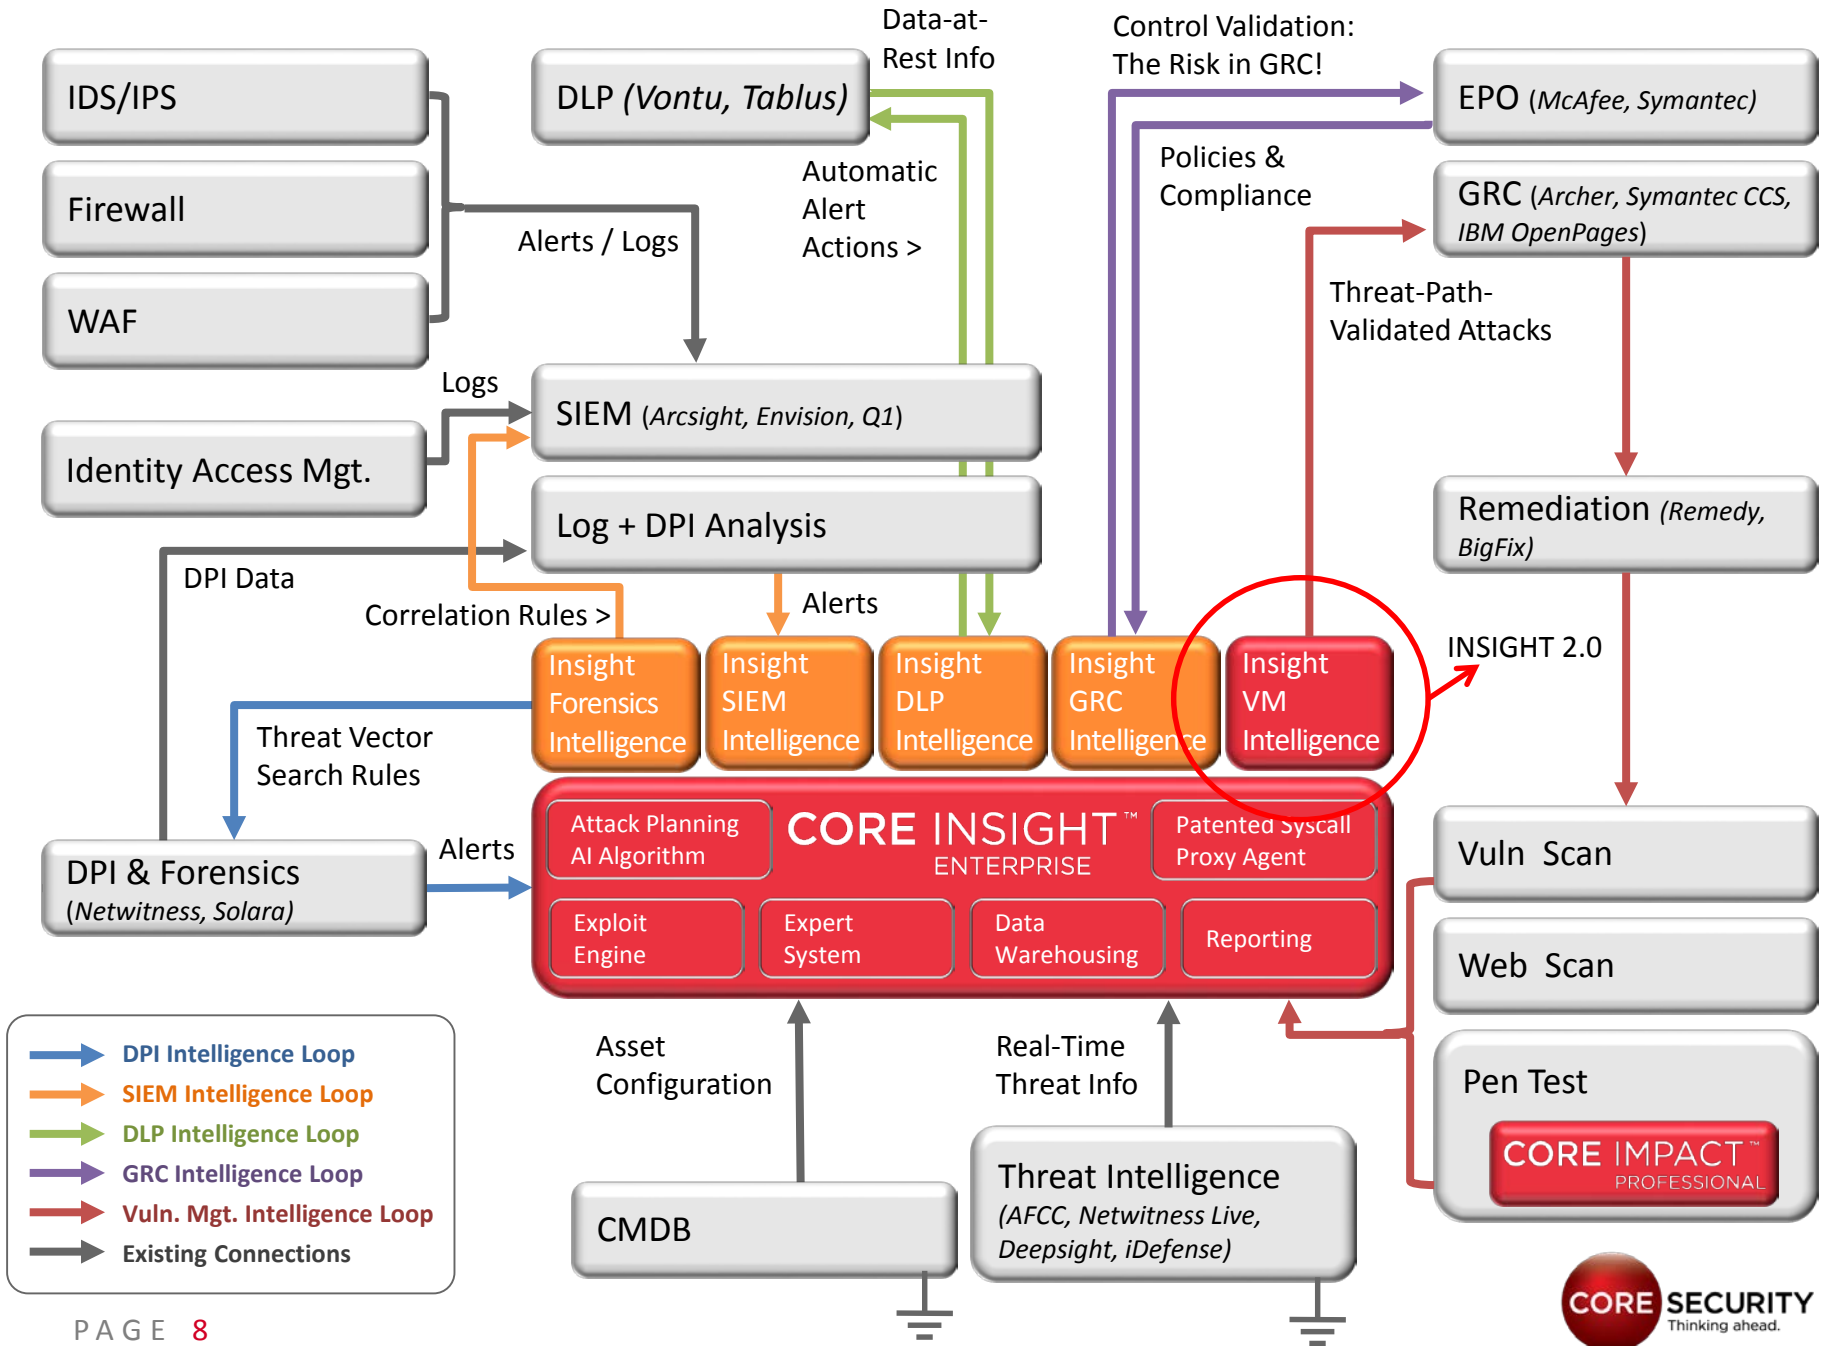 Data-at-
Rest Info
Control Validation:
The Risk in GRC!
IDS/IPS
DLP (Vontu, Tablus)
EPO (McAfee, Symantec)
Automatic
Alert
Actions >
Policies &
Compliance
Firewall
GRC (Archer, Symantec CCS,
IBM OpenPages)
Alerts / Logs
WAF
Threat-Path-
Validated Attacks
Logs
SIEM (Arcsight, Envision, Q1)
Identity Access Mgt.
Log + DPI Analysis
Remediation (Remedy,
BigFix)
DPI Data
Correlation Rules >
Alerts
INSIGHT 2.0
Insight
Forensics
Intelligence
Insight
SIEM
Intelligence
Insight
DLP
Intelligence
Insight
GRC
Intelligence
Insight
VM
Intelligence
Threat Vector
Search Rules
Attack Planning
AI Algorithm
CORE INSIGHT™
ENTERPRISE
Patented Syscall
Proxy Agent
Exploit
Engine
Expert
System
Data
Warehousing
Reporting
Alerts
DPI & Forensics
(Netwitness, Solara)
Vuln Scan
Web Scan
Pen Test
CORE IMPACT™
PROFESSIONAL
Asset
Configuration
Real-Time
Threat Info
DPI Intelligence Loop
SIEM Intelligence Loop
DLP Intelligence Loop
GRC Intelligence Loop
Vuln. Mgt. Intelligence Loop
Existing Connections
CMDB
Threat Intelligence
(AFCC, Netwitness Live,
Deepsight, iDefense)
PAGE 8
CORE SECURITY
Thinking ahead.